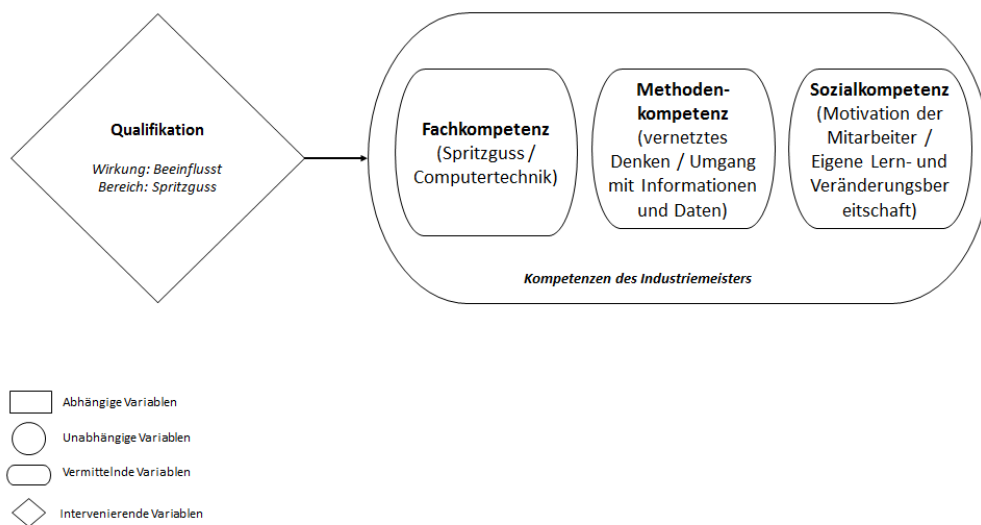 Qualifikation
Wirkung: Beeinflusst
Bereich: Spritzguss
Fachkompetenz
(Spritzguss /
Computertechnik)
Methoden-
kompetenz
(vernetztes
Denken / Umgang
mit Informationen
und Daten)
Sozialkompetenz
(Motivation der
Mitarbeiter /
Eigene Lern- und
Veränderungsber
eitschaft)
Kompetenzen des Industriemeisters
Abhängige Variablen
Unabhängige Variablen
Vermittelnde Variablen
Intervenierende Variablen